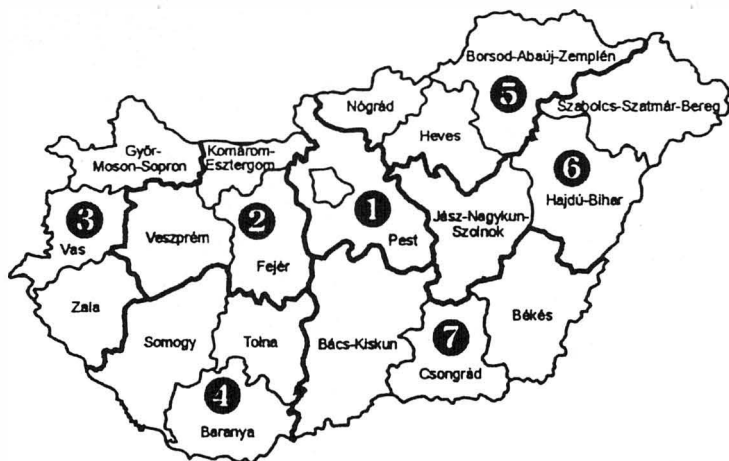 Borsod-Abaúj-Zemplén
5
Nógrád
Szabolcs-Szatmár-Bereg
Heves
Győr-
Moson-Sopron
Komárom-
Esztergom
6
Hajdú-Bihar
3
Vas
2
1
Jász-Nagykun-
Szolnok
Veszprém
Fejér
Pest
Zala
Somogy
Tolna
Bács-Kiskun
7
Csongrád
Békés
4
Baranya